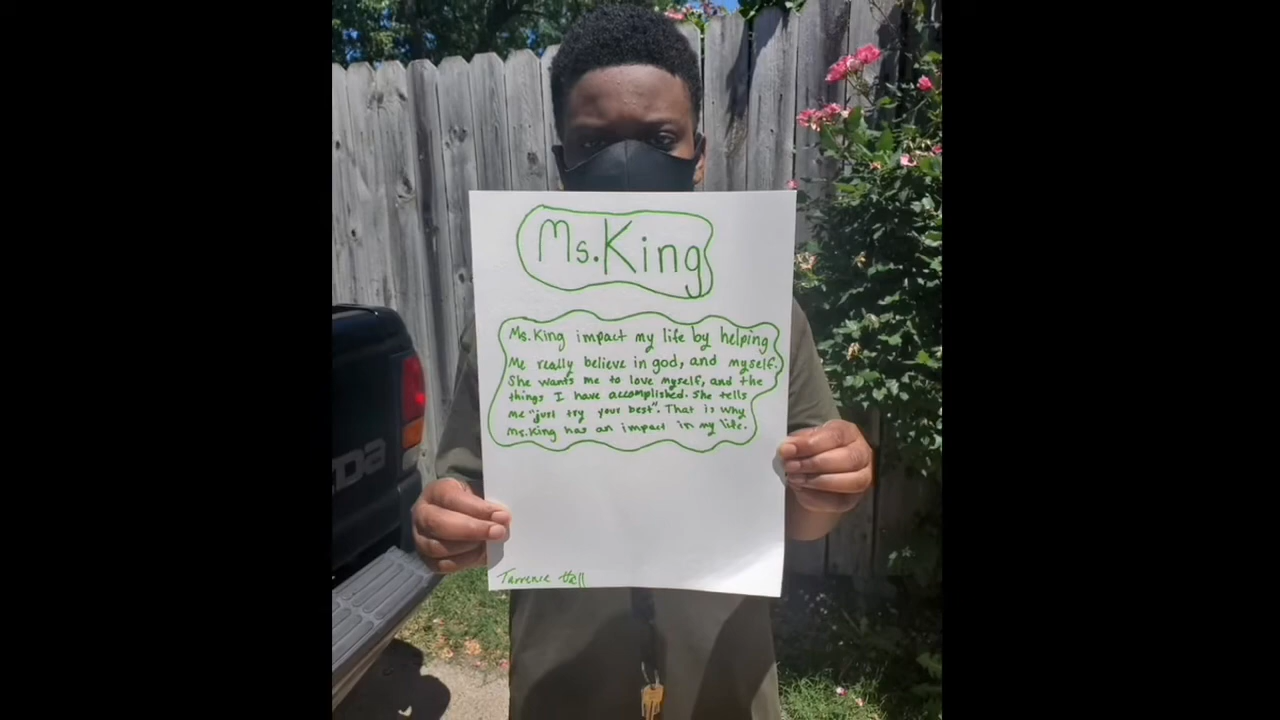 Ms. King
Ms. King impact my life by helping
Me really believe in god, and myself.
She wants me to love myself, and the
things I have accomplished. She tells
me "just try your best". That is why
Ms. King has an impact in my life.
Tarrence Hall